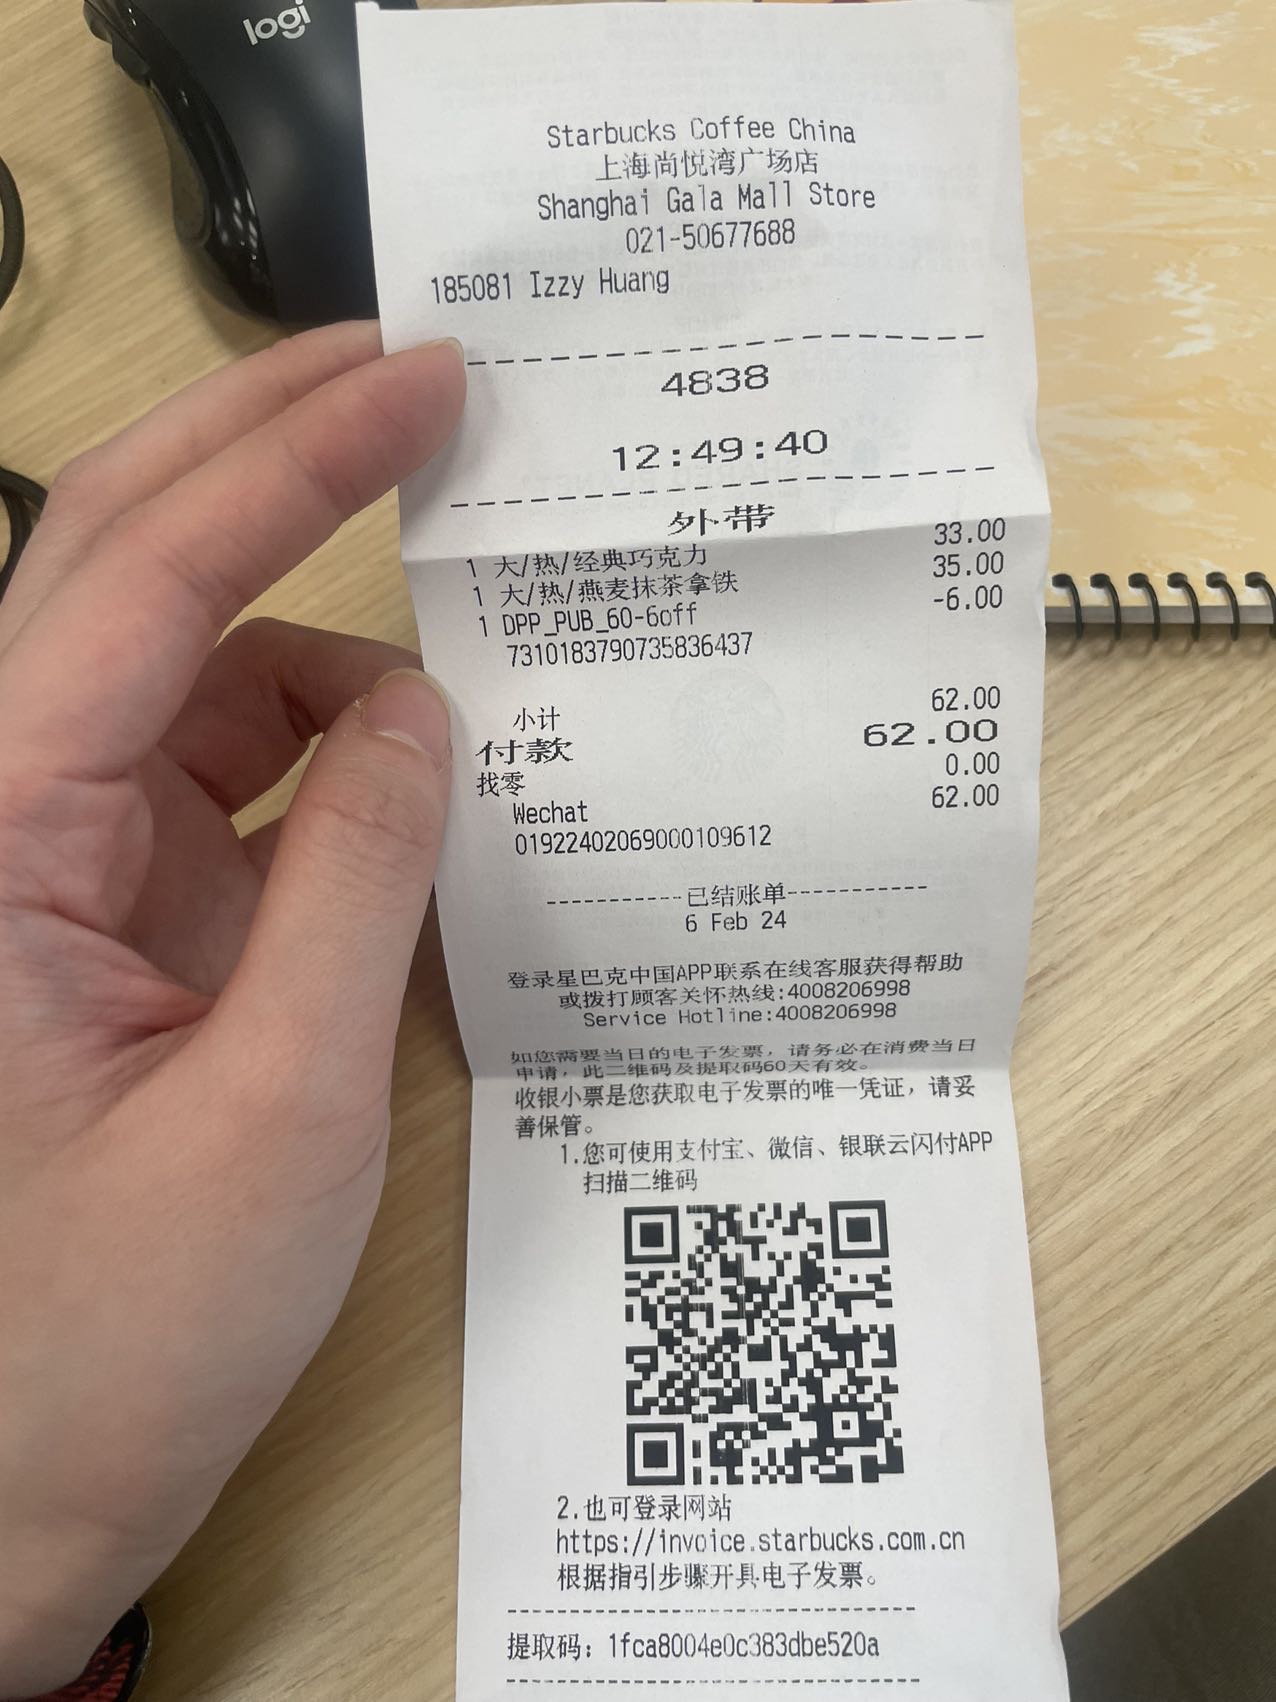 logi
Starbucks Coffee China
上海尚悦湾广场店
Shanghai Gala Mall Store
021-50677688
185081 Izzy Huang
4838
12:49:40
外带
1 大/热/经典巧克力 33.00
1 大/热/燕麦抹茶拿铁 35.00
1 DPP_PUB_60-6off -6.00
7310183790735836437
小计 62.00
付款 62.00
找零 0.00
Wechat 62.00
01922402069000109612
-----------已结账单-----------
6 Feb 24
登录星巴克中国APP联系在线客服获得帮助
或拨打顾客关怀热线:4008206998
Service Hotline:4008206998
如您需要当日的电子发票，请务必在消费当日
申请，此二维码及提取码60天有效。
收银小票是您获取电子发票的唯一凭证，请妥
善保管。
1.您可使用支付宝、微信、银联云闪付APP
扫描二维码
2.也可登录网站
https://invoice.starbucks.com.cn
根据指引步骤开具电子发票。
提取码：1fca8004e0c383dbe520a